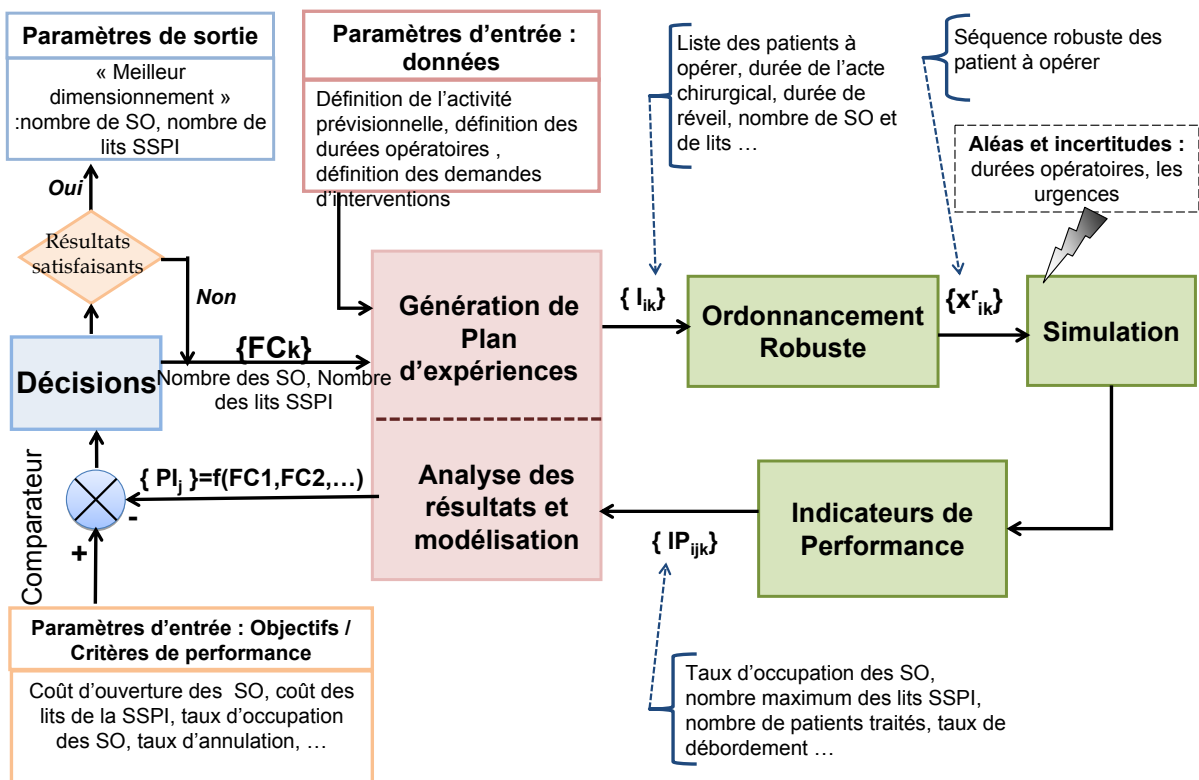 Paramètres de sortie
« Meilleur
dimensionnement »
:nombre de SO, nombre de
lits SSPI
Paramètres d'entrée :
données
Définition de l'activité
prévisionnelle, définition des
durées opératoires ,
définition des demandes
d'interventions
Liste des patients à
opérer, durée de l'acte
chirurgical, durée de
réveil, nombre de SO et
de lits ...
Séquence robuste des
patient à opérer
Aléas et incertitudes :
durées opératoires, les
urgences
Oui
Résultats
satisfaisants
Non
Décisions
{FCk}
Nombre des SO, Nombre
des lits SSPI
Génération de
Plan
d'expériences
{ I_ik}
Ordonnancement
Robuste
{x^r_ik}
Simulation
Comparateur
{ PI_j }=f(FC1,FC2,...)
-
+
Analyse des
résultats et
modélisation
{ IP_ijk}
Indicateurs de
Performance
Paramètres d'entrée : Objectifs /
Critères de performance
Coût d'ouverture des SO, coût des
lits de la SSPI, taux d'occupation
des SO, taux d'annulation, ...
Taux d'occupation des SO,
nombre maximum des lits SSPI,
nombre de patients traités, taux de
débordement ...